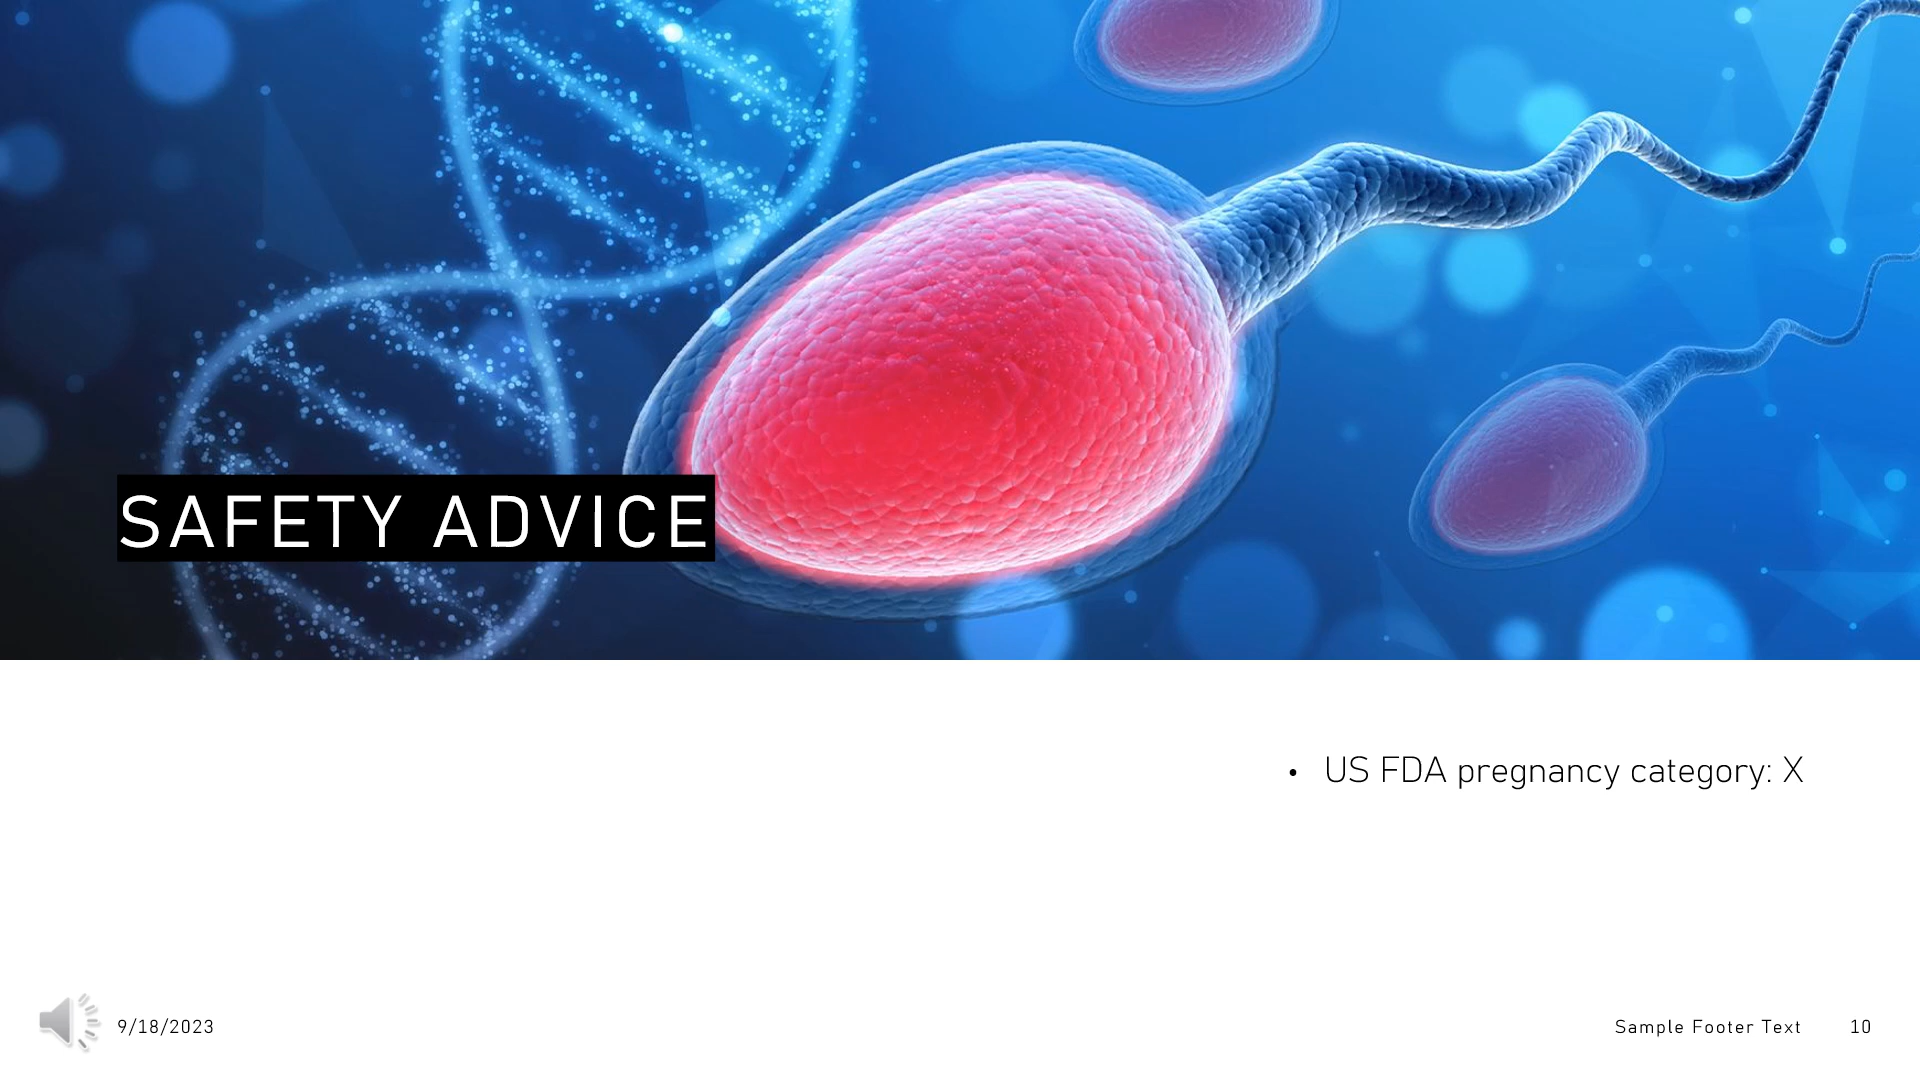 SAFETY ADVICE
• US FDA pregnancy category: X
9/18/2023
Sample Footer Text
10